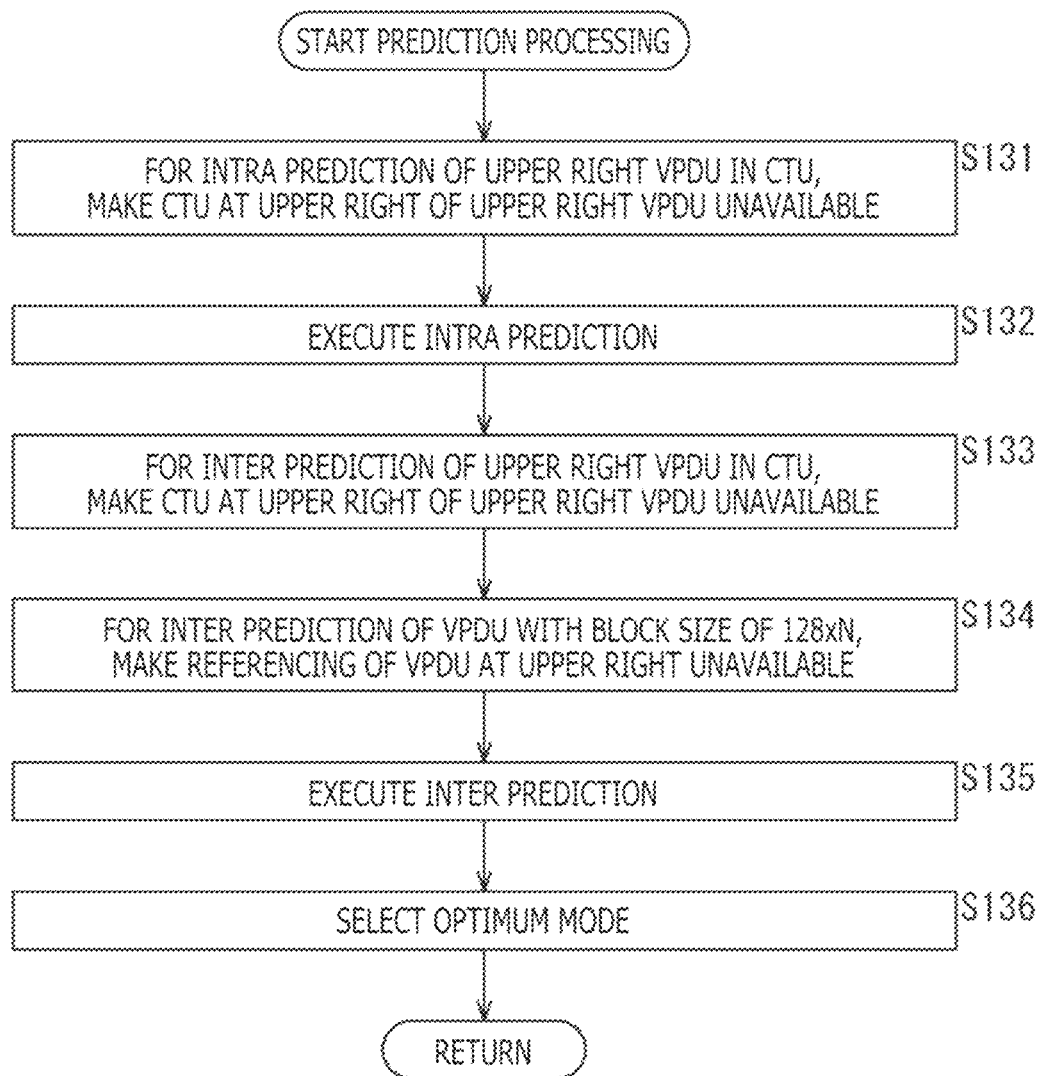 START PREDICTION PROCESSING
S131
FOR INTRA PREDICTION OF UPPER RIGHT VPDU IN CTU,
MAKE CTU AT UPPER RIGHT OF UPPER RIGHT VPDU UNAVAILABLE
S132
EXECUTE INTRA PREDICTION
S133
FOR INTER PREDICTION OF UPPER RIGHT VPDU IN CTU,
MAKE CTU AT UPPER RIGHT OF UPPER RIGHT VPDU UNAVAILABLE
S134
FOR INTER PREDICTION OF VPDU WITH BLOCK SIZE OF 128xN,
MAKE REFERENCING OF VPDU AT UPPER RIGHT UNAVAILABLE
S135
EXECUTE INTER PREDICTION
S136
SELECT OPTIMUM MODE
RETURN